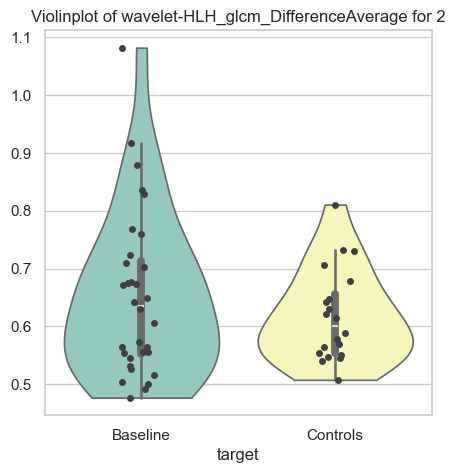 Violinplot of wavelet-HLH_glcm_DifferenceAverage for 2
1.1
1.0
0.9
0.8
0.7
0.6
0.5
Baseline Controls
target